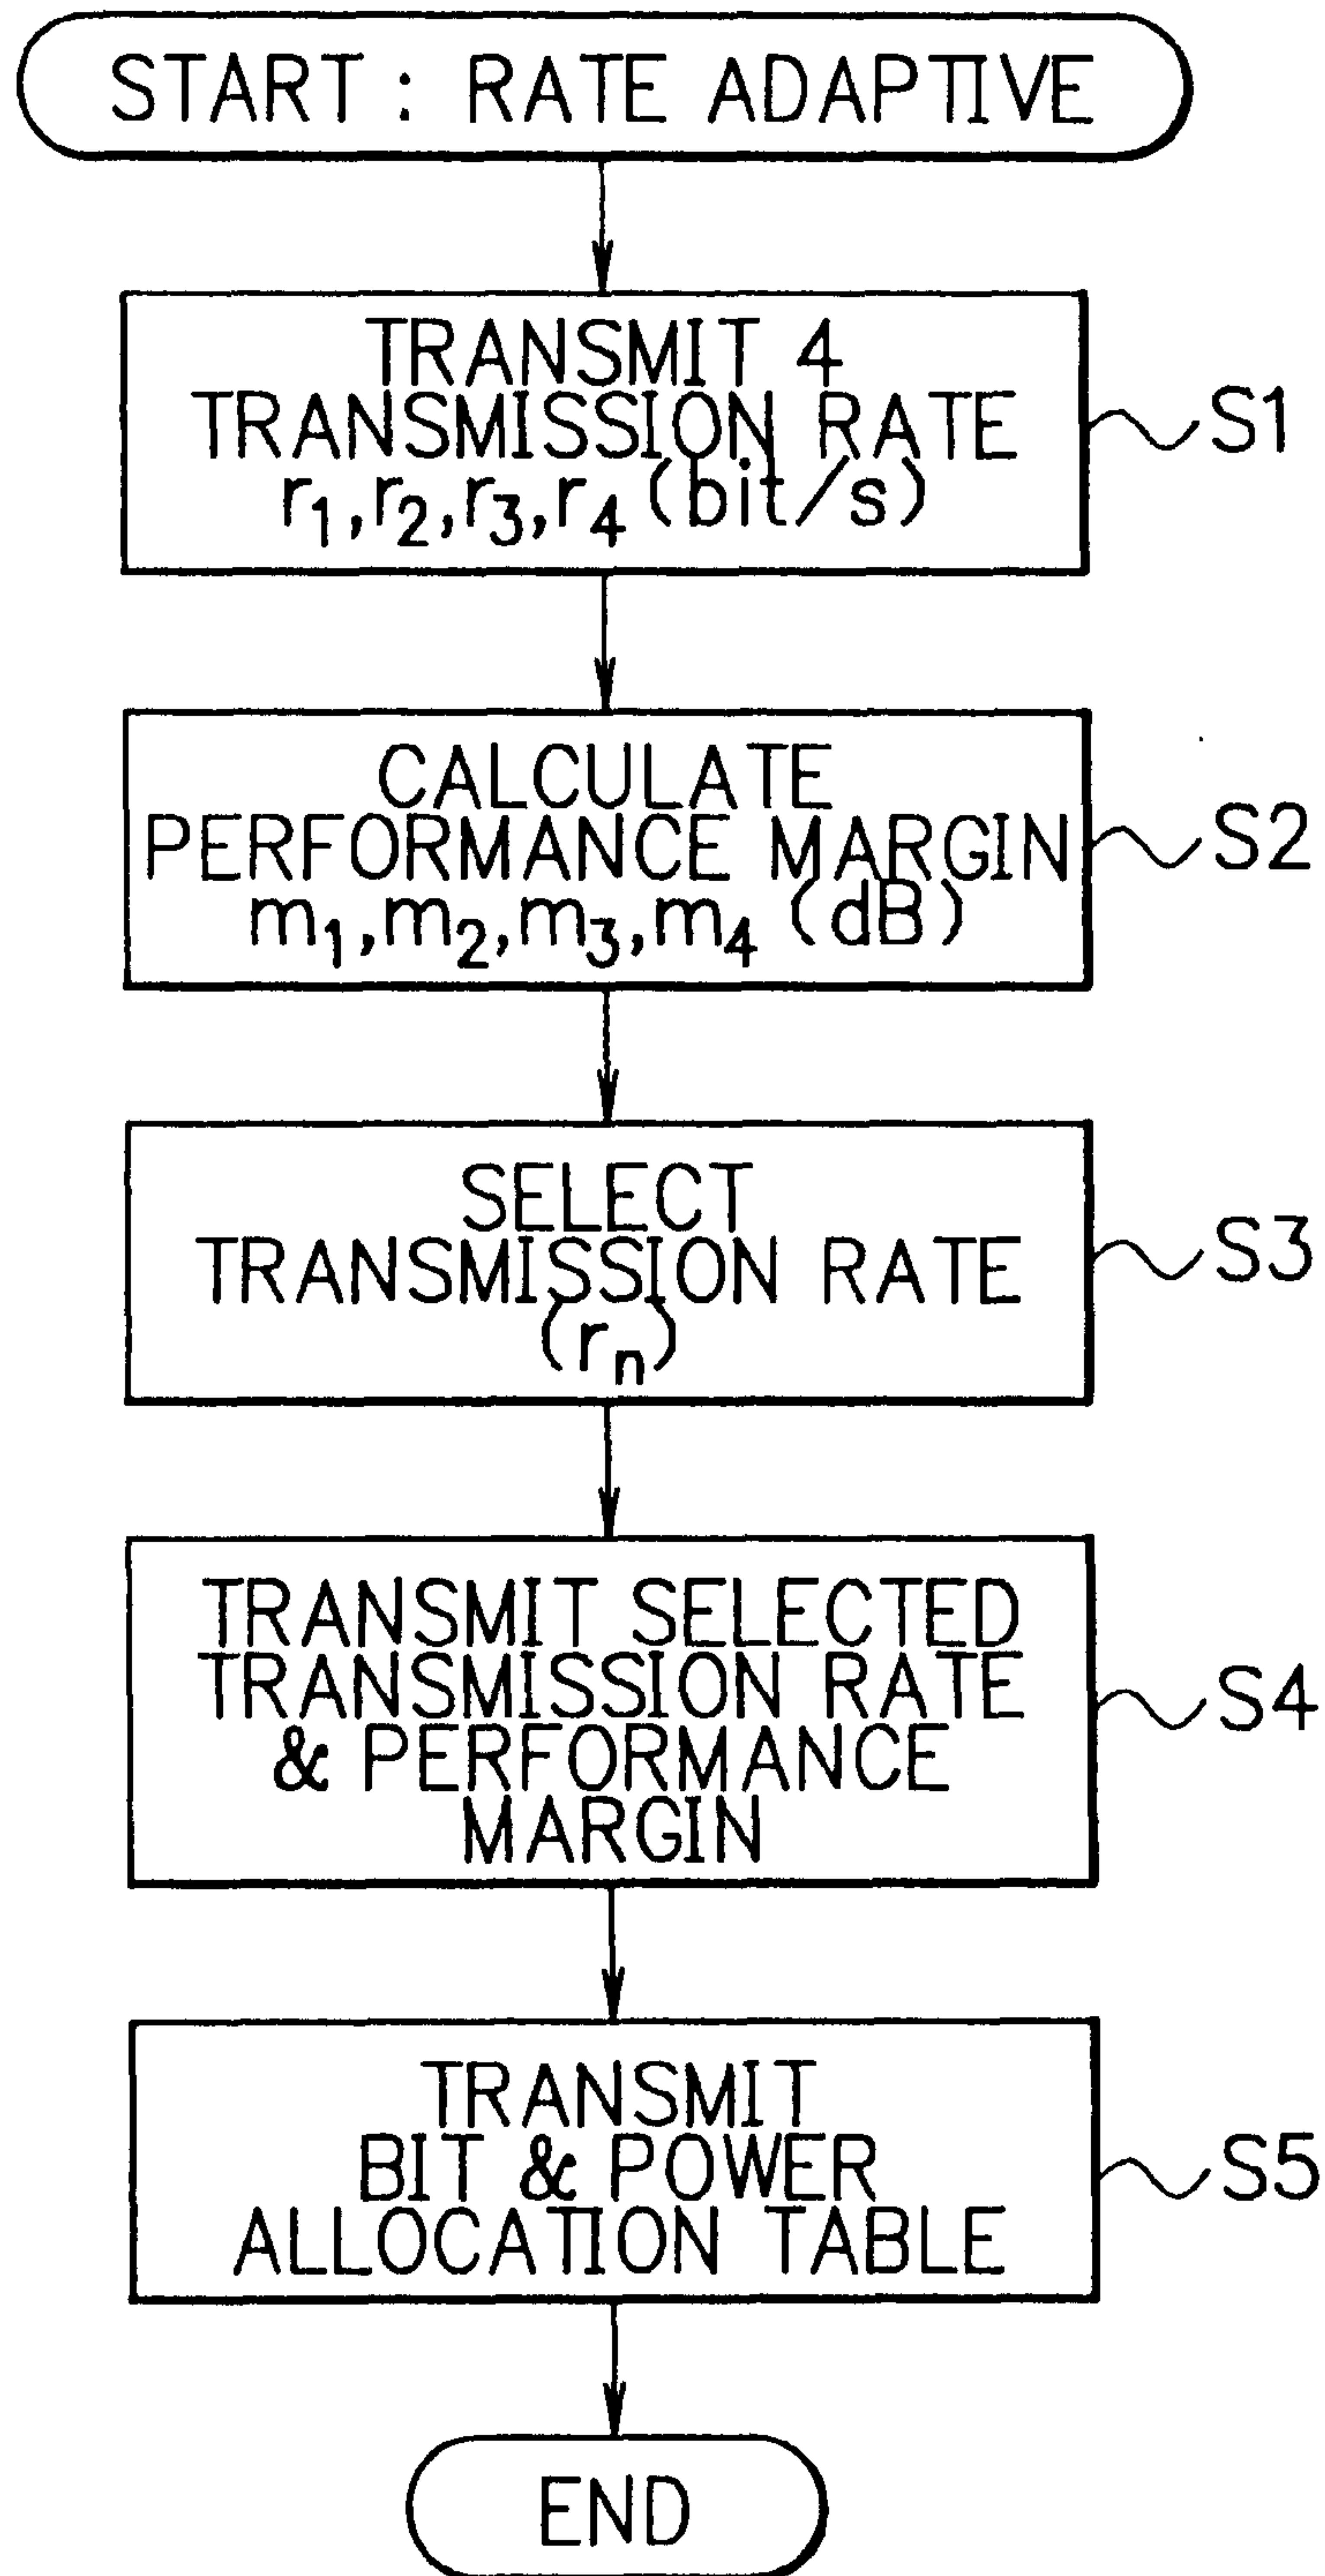 START : RATE ADAPTIVE
TRANSMIT 4
TRANSMISSION RATE
r₁,r₂,r₃,r₄ (bit/s)
S1
CALCULATE
PERFORMANCE MARGIN
m₁,m₂,m₃,m₄ (dB)
S2
SELECT
TRANSMISSION RATE
(rₙ)
S3
TRANSMIT SELECTED
TRANSMISSION RATE
& PERFORMANCE
MARGIN
S4
TRANSMIT
BIT & POWER
ALLOCATION TABLE
S5
END